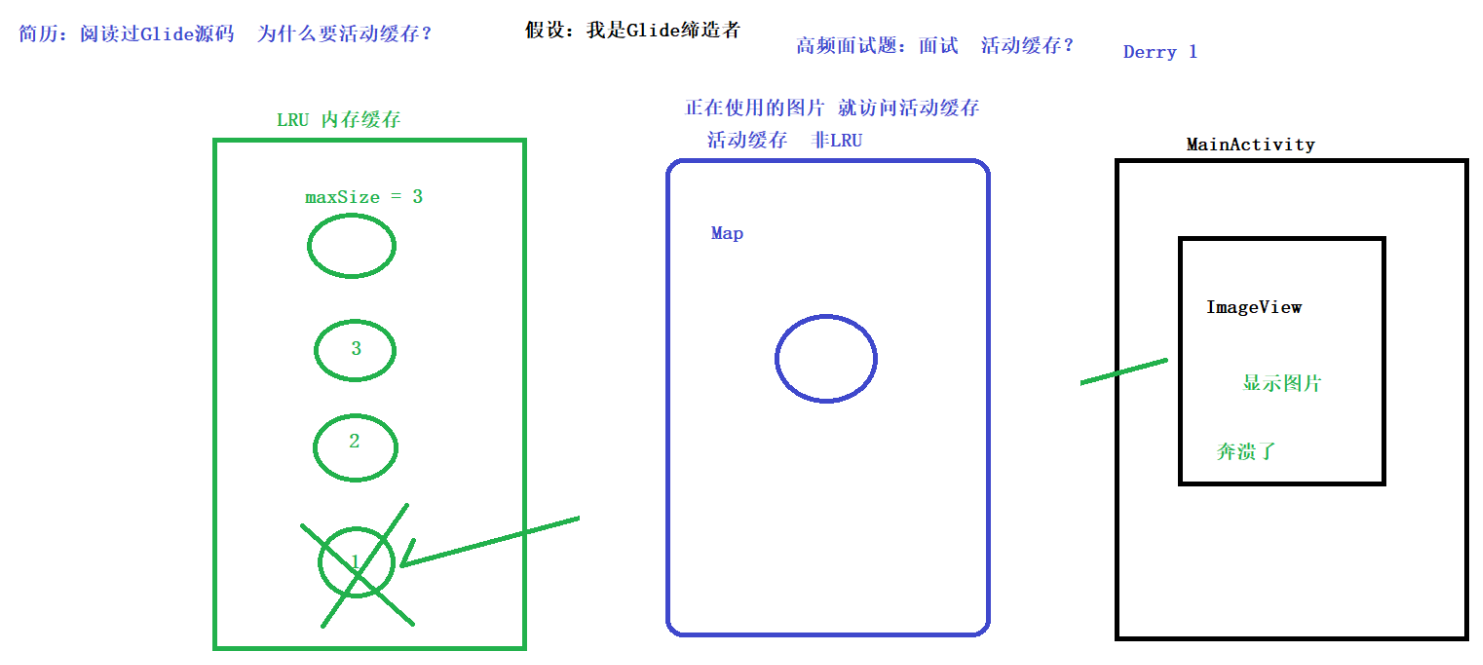 简历：阅读过Glide源码 为什么要活动缓存？
假设：我是Glide缔造者
高频面试题：面试 活动缓存？
Derry 1
LRU 内存缓存
maxSize = 3
3
2
1
正在使用的图片 就访问活动缓存
活动缓存 非LRU
Map
MainActivity
ImageView
显示图片
奔溃了